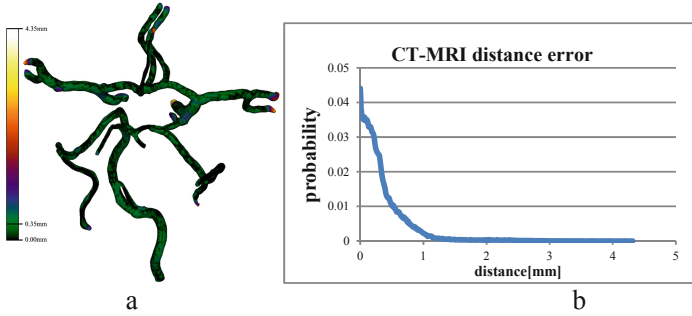 4.35mm
0.35mm
0.00mm
a
CT-MRI distance error
probability
0.05
0.04
0.03
0.02
0.01
0
0 1 2 3 4 5
distance[mm]
b